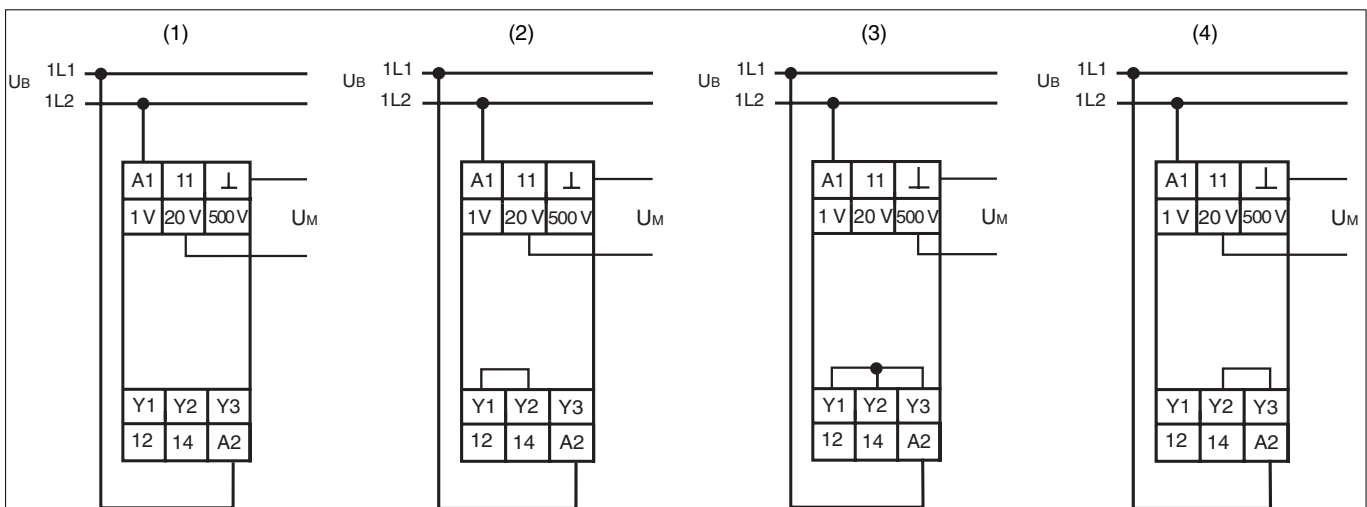 (1) (2) (3) (4)
UB 1L1 UB 1L1 UB 1L1 UB 1L1
1L2 1L2 1L2 1L2
A1 11 ⊥ A1 11 ⊥ A1 11 ⊥ A1 11 ⊥
1 V 20 V 500 V UM 1 V 20 V 500 V UM 1 V 20 V 500 V UM 1 V 20 V 500 V UM
Y1 Y2 Y3 Y1 Y2 Y3 Y1 Y2 Y3 Y1 Y2 Y3
12 14 A2 12 14 A2 12 14 A2 12 14 A2